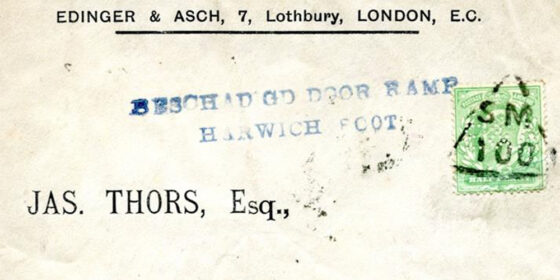 EDINGER & ASCH, 7, Lothbury, LONDON, E.C.
BESCHADIGD DOOR RAMP
HARWICH BOOT
SM
100
JAS. THORS, Esq.,